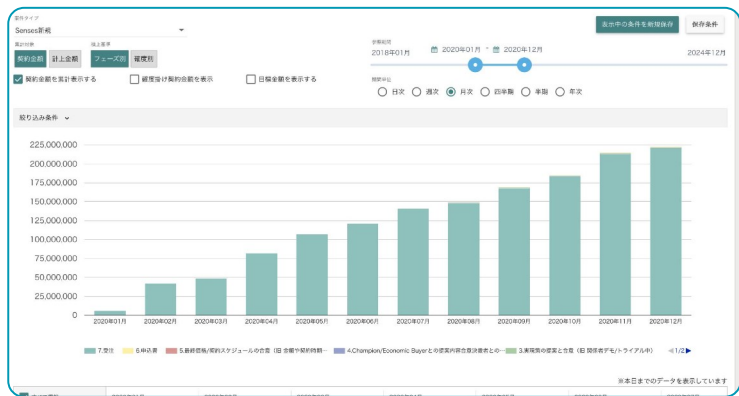 案件タイプ
Senses新規
表示中の条件を新規保存
保存条件
集計対象
積上基準
契約金額 計上金額 フェーズ別 確度別
参照期間
2018年01月 2020年01月 ~ 2020年12月 2024年12月
契約金額を累計表示する 確度掛け契約金額を表示 目標金額を表示する
期間単位
日次 週次 月次 四半期 半期 年次
絞り込み条件
225,000,000
200,000,000
175,000,000
150,000,000
125,000,000
100,000,000
75,000,000
50,000,000
25,000,000
0
2020年01月 2020年02月 2020年03月 2020年04月 2020年05月 2020年06月 2020年07月 2020年08月 2020年09月 2020年10月 2020年11月 2020年12月
7.受注 6.申込書 5.最終価格/契約スケジュールの合意（旧 金額や契約時期… 4.Champion/Economic Buyerとの提案内容合意決裁者との… 3.実現策の提案と合意（旧 関係者デモ/トライアル中） 1/2
※本日までのデータを表示しています